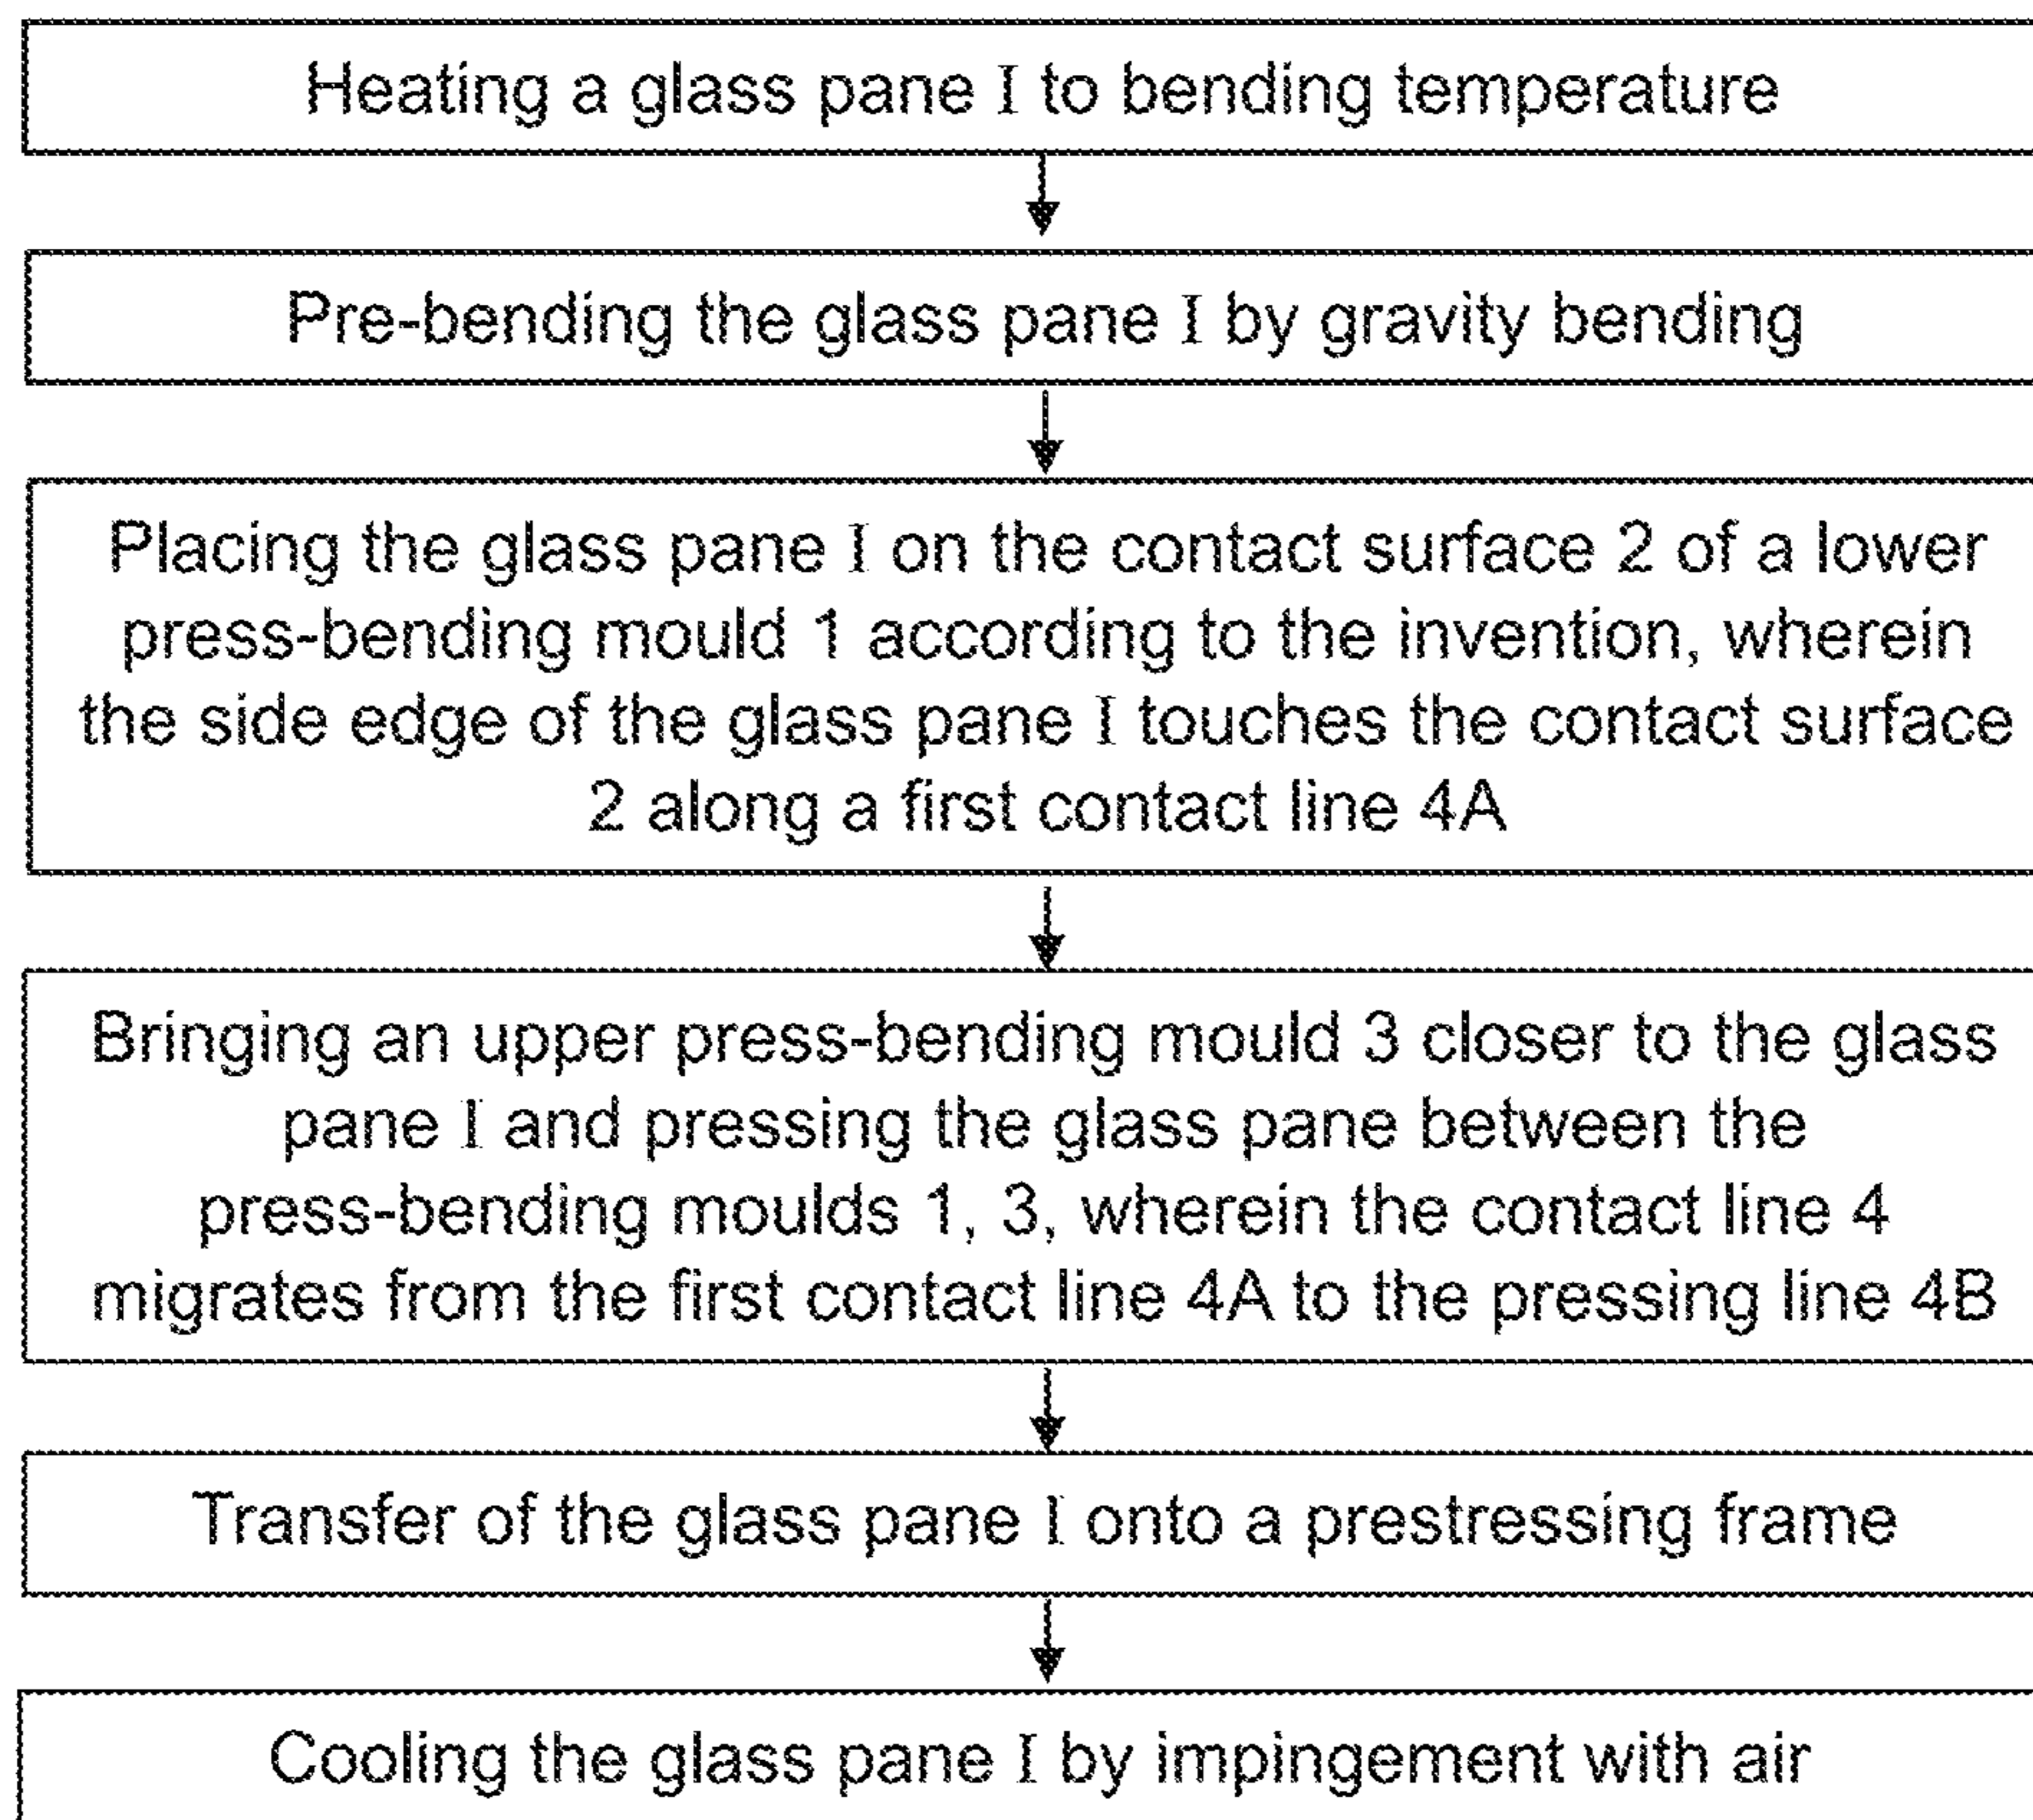 Heating a glass pane I to bending temperature
Pre-bending the glass pane I by gravity bending
Placing the glass pane I on the contact surface 2 of a lower
press-bending mould 1 according to the invention, wherein
the side edge of the glass pane I touches the contact surface
2 along a first contact line 4A
Bringing an upper press-bending mould 3 closer to the glass
pane I and pressing the glass pane between the
press-bending moulds 1, 3, wherein the contact line 4
migrates from the first contact line 4A to the pressing line 4B
Transfer of the glass pane I onto a prestressing frame
Cooling the glass pane I by impingement with air